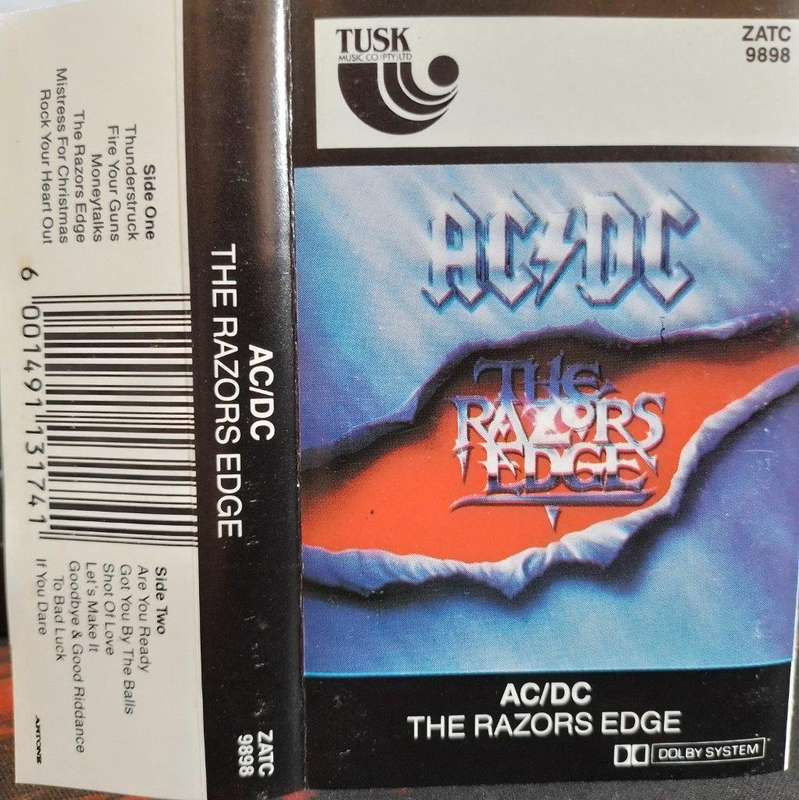 Side One
Thunderstruck
Fire Your Guns
Moneytalks
The Razors Edge
Mistress For Christmas
Rock Your Heart Out
6 001491 131741
Side Two
Are You Ready
Got You By The Balls
Shot Of Love
Let's Make It
Goodbye & Good Riddance
To Bad Luck
If You Dare
ARTONE
AC/DC
THE RAZORS EDGE
ZATC
9898
TUSK
MUSIC CO (PTY) LTD
ZATC
9898
AC/DC
THE
RAZORS
EDGE
AC/DC
THE RAZORS EDGE
DOLBY SYSTEM